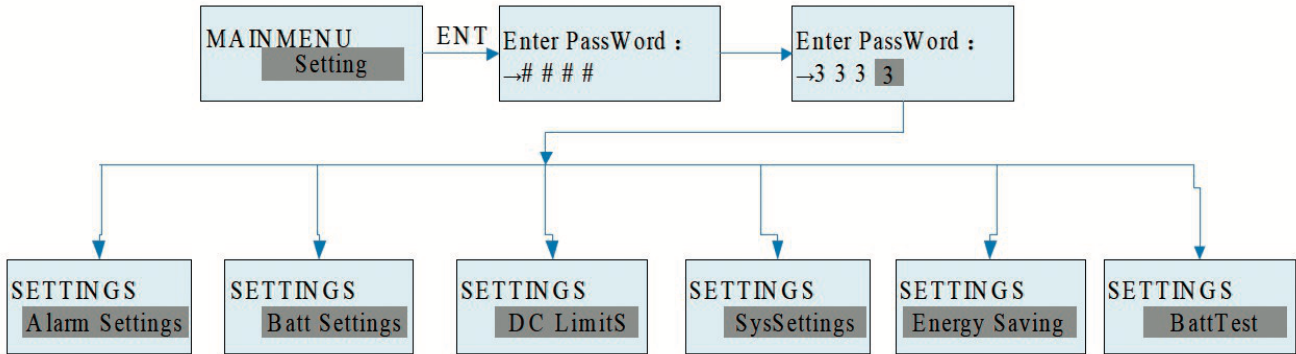 MAINMENU
Setting
ENT
Enter PassWord :
→# # # #
Enter PassWord :
→3 3 3 3
SETTINGS
Alarm Settings
SETTINGS
Batt Settings
SETTINGS
DC LimitS
SETTINGS
SysSettings
SETTINGS
Energy Saving
SETTINGS
BattTest